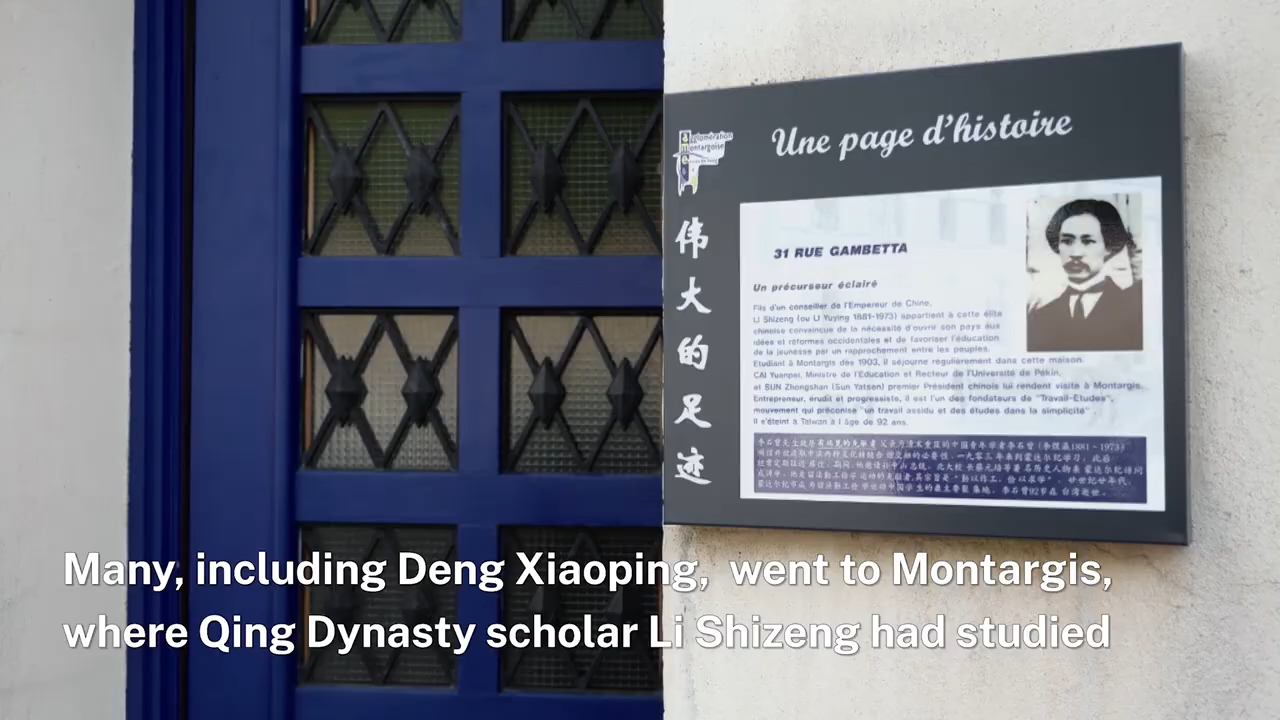 Une page d'histoire
agglomération
montargoise
伟大的足迹
31 RUE GAMBETTA
Un précurseur éclairé
Fils d'un conseiller de l'Empereur de Chine,
LI Shizeng (ou LI Yuying 1881-1973) appartient à cette élite
chinoise convaincue de la nécessité d'ouvrir son pays aux
idées et réformes occidentales et de favoriser l'éducation
de la jeunesse par un rapprochement entre les peuples.
Etudiant à Montargis dès 1903, il séjourne régulièrement dans cette maison.
CAI Yuanpei, Ministre de l'Education et Recteur de l'Université de Pékin,
et SUN Zhongshan (Sun Yatsen) premier Président chinois lui rendent visite à Montargis.
Entrepreneur, érudit et progressiste, il est l'un des fondateurs de "Travail-Etudes",
mouvement qui préconise "un travail assidu et des études dans la simplicité".
Il s'éteint à Taïwan à l âge de 92 ans.
Many, including Deng Xiaoping, went to Montargis,
where Qing Dynasty scholar Li Shizeng had studied